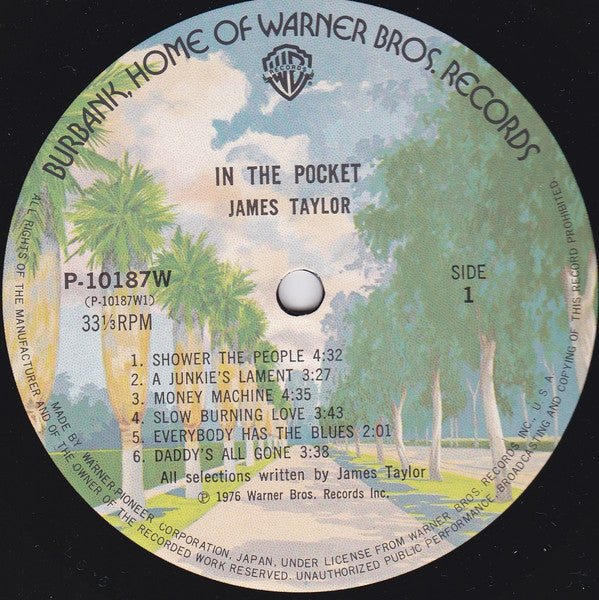 BURBANK, HOME OF WARNER BROS. RECORDS
WB
RECORDS
IN THE POCKET
JAMES TAYLOR
P-10187W
(P-10187W1)
33⅓RPM
SIDE
1
1. SHOWER THE PEOPLE 4:32
2. A JUNKIE'S LAMENT 3:27
3. MONEY MACHINE 4:35
4. SLOW BURNING LOVE 3:43
5. EVERYBODY HAS THE BLUES 2:01
6. DADDY'S ALL GONE 3:38
All selections written by James Taylor
Ⓟ 1976 Warner Bros. Records Inc.
MADE BY WARNER-PIONEER CORPORATION, JAPAN, UNDER LICENSE FROM WARNER BROS RECORDS INC., U.S.A.
ALL RIGHTS OF THE MANUFACTURER AND OF THE OWNER OF THE RECORDED WORK RESERVED. UNAUTHORIZED PUBLIC PERFORMANCE, BROADCASTING AND COPYING OF THIS RECORD PROHIBITED